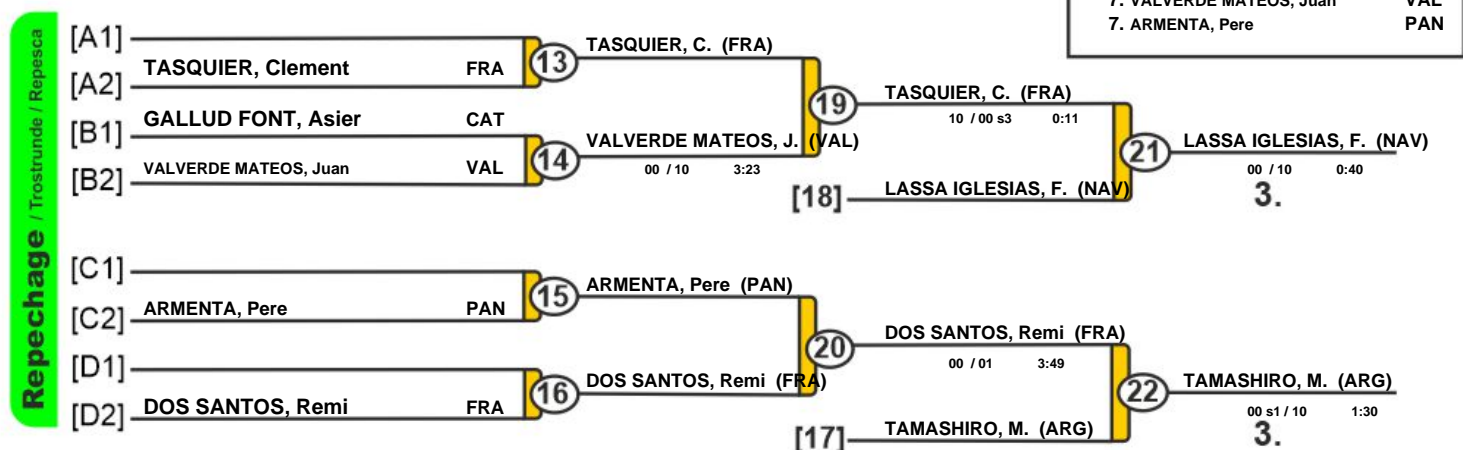 7. VALVERDE MATEOS, Juan VAL
7. ARMENTA, Pere PAN
Repechage / Trostrunde / Repesca
[A1]
[A2] TASQUIER, Clement FRA
13 TASQUIER, C. (FRA)
[B1] GALLUD FONT, Asier CAT
[B2] VALVERDE MATEOS, Juan VAL
14 VALVERDE MATEOS, J. (VAL)
00 / 10 3:23
19 TASQUIER, C. (FRA)
10 / 00 s3 0:11
[18] LASSA IGLESIAS, F. (NAV)
21 LASSA IGLESIAS, F. (NAV)
00 / 10 0:40
3.
[C1]
[C2] ARMENTA, Pere PAN
15 ARMENTA, Pere (PAN)
[D1]
[D2] DOS SANTOS, Remi FRA
16 DOS SANTOS, Remi (FRA)
20 DOS SANTOS, Remi (FRA)
00 / 01 3:49
[17] TAMASHIRO, M. (ARG)
22 TAMASHIRO, M. (ARG)
00 s1 / 10 1:30
3.